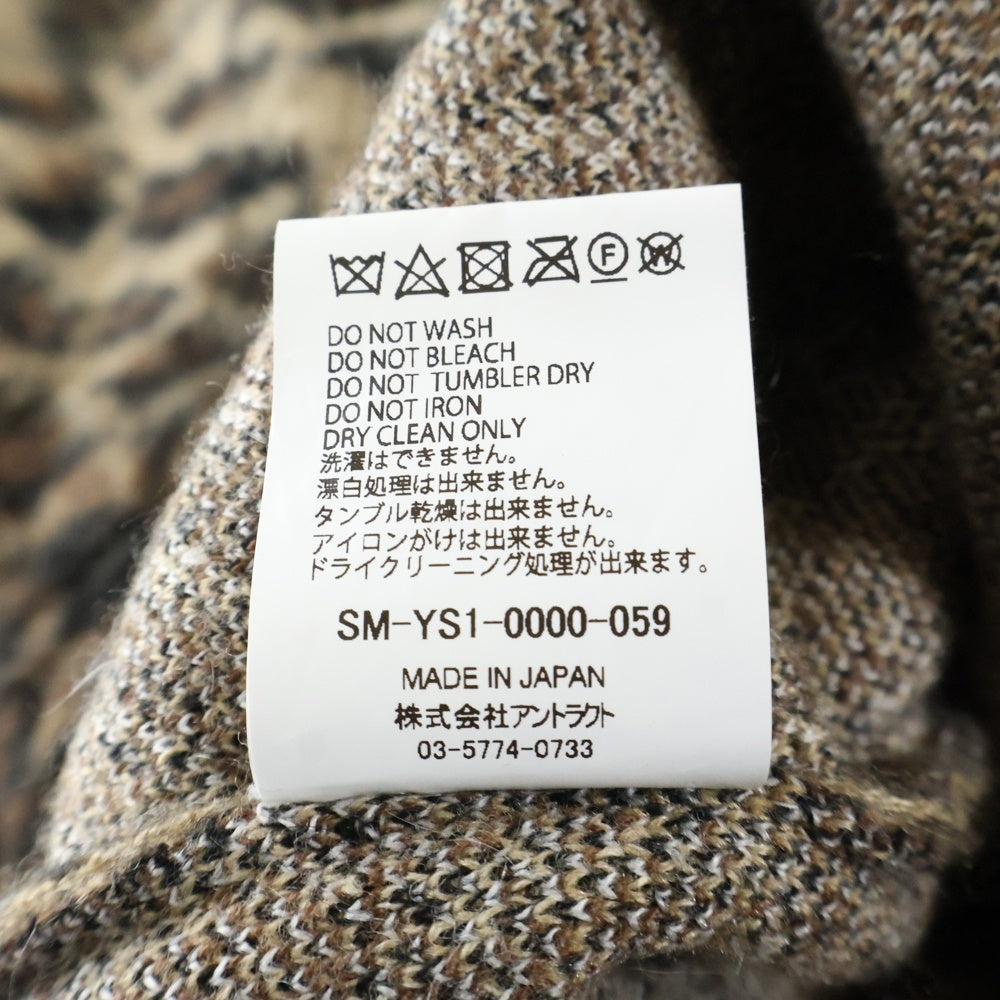 F W
DO NOT WASH
DO NOT BLEACH
DO NOT TUMBLER DRY
DO NOT IRON
DRY CLEAN ONLY
洗濯はできません。
漂白処理は出来ません。
タンブル乾燥は出来ません。
アイロンがけは出来ません。
ドライクリーニング処理が出来ます。
SM-YS1-0000-059
MADE IN JAPAN
株式会社アントラクト
03-5774-0733